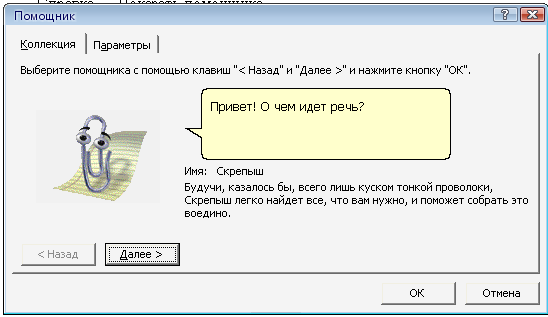 Помощник
Коллекция
Параметры
Выберите помощника с помощью клавиш "< Назад" и "Далее >" и нажмите кнопку "ОК".
Привет! О чем идет речь?
Имя: Скрепыш
Будучи, казалось бы, всего лишь куском тонкой проволоки,
Скрепыш легко найдет все, что вам нужно, и поможет собрать это
воедино.
< Назад
Далее >
ОК
Отмена